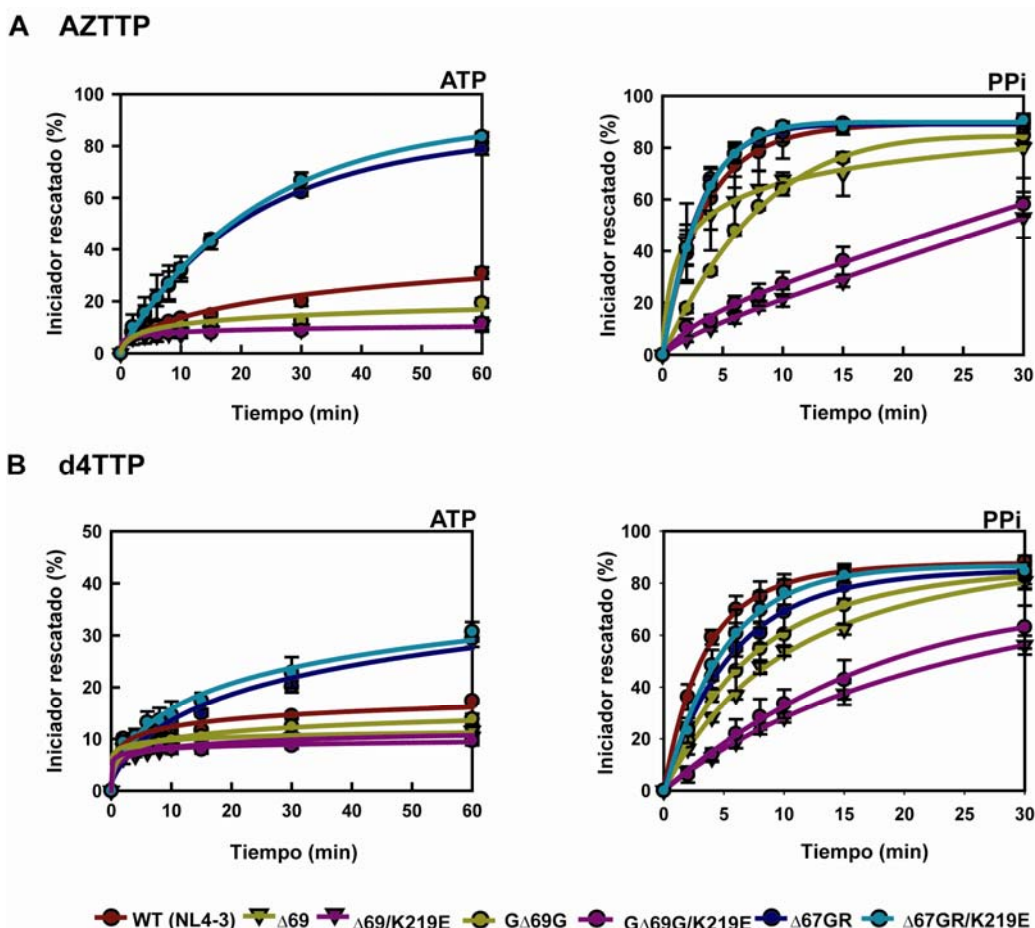 A AZTTP
ATP
Iniciador rescatado (%)
100
80
60
40
20
0
0 10 20 30 40 50 60
Tiempo (min)
PPi
Iniciador rescatado (%)
100
80
60
40
20
0
0 5 10 15 20 25 30
Tiempo (min)
B d4TTP
ATP
Iniciador rescatado (%)
50
40
30
20
10
0
0 10 20 30 40 50 60
Tiempo (min)
PPi
Iniciador rescatado (%)
100
80
60
40
20
0
0 5 10 15 20 25 30
Tiempo (min)
WT (NL4-3) Δ69 Δ69/K219E GΔ69G GΔ69G/K219E Δ67GR Δ67GR/K219E